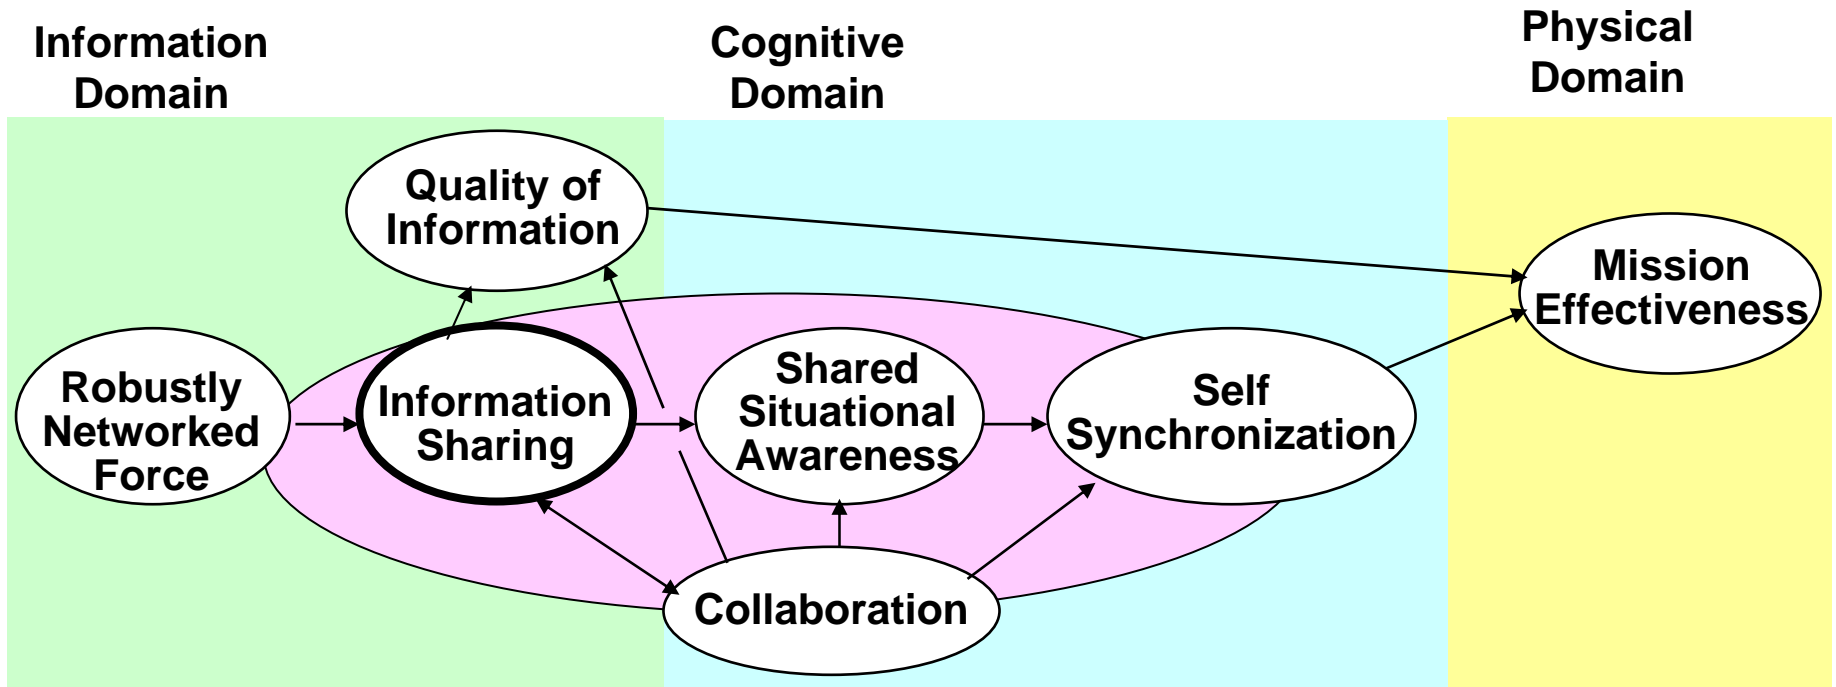 Information
Domain
Cognitive
Domain
Physical
Domain
Quality of
Information
Mission
Effectiveness
Robustly
Networked
Force
Information
Sharing
Shared
Situational
Awareness
Self
Synchronization
Collaboration